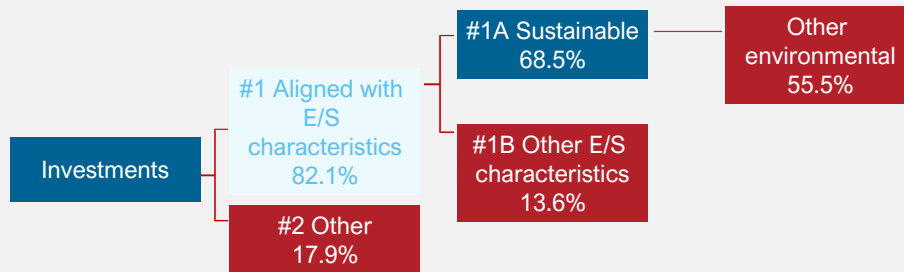 Investments
#1 Aligned with
E/S
characteristics
82.1%
#2 Other
17.9%
#1A Sustainable
68.5%
#1B Other E/S
characteristics
13.6%
Other
environmental
55.5%